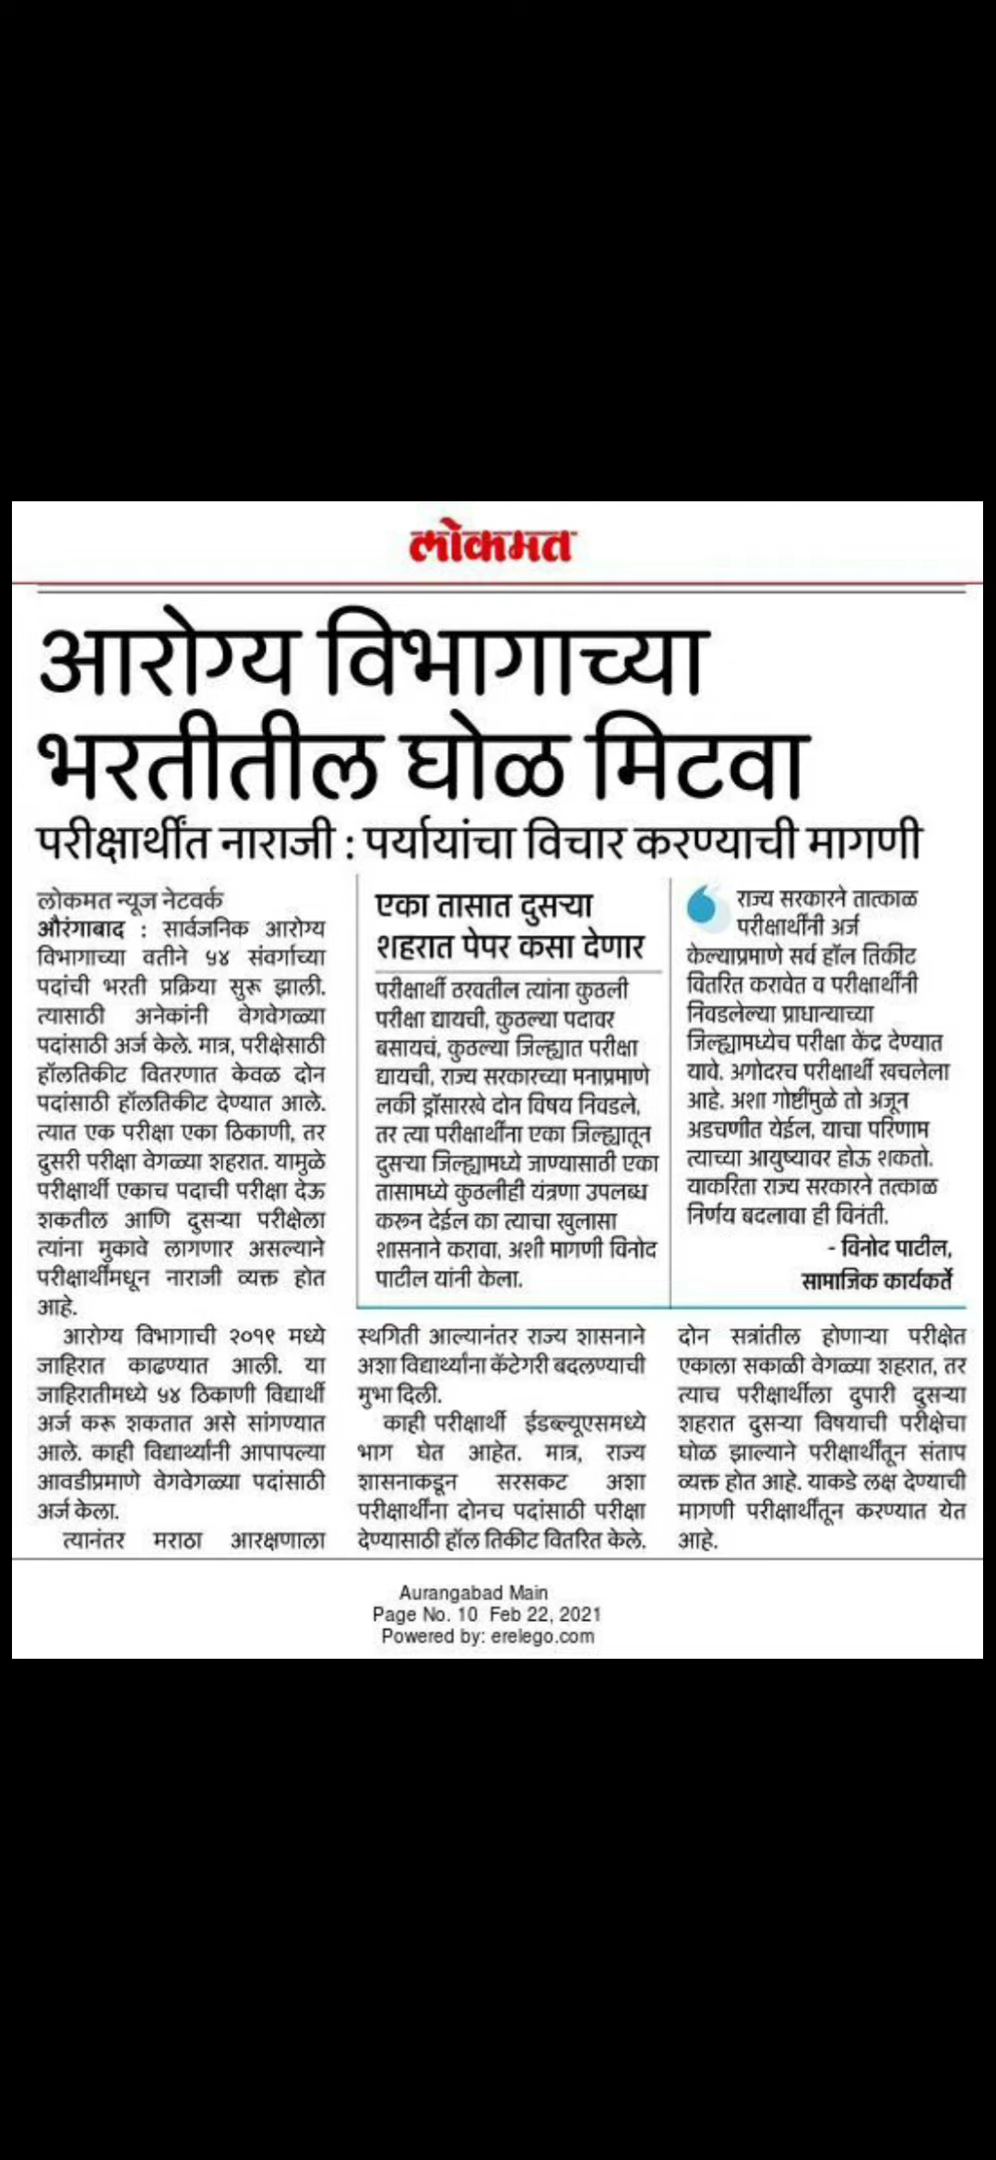 लोकमत
आरोग्य विभागाच्या
भरतीतील घोळ मिटवा
परीक्षार्थींत नाराजी : पर्यायांचा विचार करण्याची मागणी
लोकमत न्यूज नेटवर्क
औरंगाबाद : सार्वजनिक आरोग्य
विभागाच्या वतीने ५४ संवर्गाच्या
पदांची भरती प्रक्रिया सुरू झाली.
त्यासाठी अनेकांनी वेगवेगळ्या
पदांसाठी अर्ज केले. मात्र, परीक्षेसाठी
हॉलतिकीट वितरणात केवळ दोन
पदांसाठी हॉलतिकीट देण्यात आले.
त्यात एक परीक्षा एका ठिकाणी, तर
दुसरी परीक्षा वेगळ्या शहरात. यामुळे
परीक्षार्थी एकाच पदाची परीक्षा देऊ
शकतील आणि दुसऱ्या परीक्षेला
त्यांना मुकावे लागणार असल्याने
परीक्षार्थींमधून नाराजी व्यक्त होत
आहे.
आरोग्य विभागाची २०१९ मध्ये
जाहिरात काढण्यात आली. या
जाहिरातीमध्ये ५४ ठिकाणी विद्यार्थी
अर्ज करू शकतात असे सांगण्यात
आले. काही विद्यार्थ्यांनी आपापल्या
आवडीप्रमाणे वेगवेगळ्या पदांसाठी
अर्ज केला.
त्यानंतर मराठा आरक्षणाला
एका तासात दुसऱ्या
शहरात पेपर कसा देणार
परीक्षार्थी ठरवतील त्यांना कुठली
परीक्षा द्यायची, कुठल्या पदावर
बसायचं, कुठल्या जिल्ह्यात परीक्षा
द्यायची, राज्य सरकारच्या मनाप्रमाणे
लकी ड्रॉसारखे दोन विषय निवडले,
तर त्या परीक्षार्थींना एका जिल्ह्यातून
दुसऱ्या जिल्ह्यामध्ये जाण्यासाठी एका
तासामध्ये कुठलीही यंत्रणा उपलब्ध
करून देईल का त्याचा खुलासा
शासनाने करावा, अशी मागणी विनोद
पाटील यांनी केला.
राज्य सरकारने तात्काळ
परीक्षार्थींनी अर्ज
केल्याप्रमाणे सर्व हॉल तिकीट
वितरित करावेत व परीक्षार्थींनी
निवडलेल्या प्राधान्याच्या
जिल्ह्यामध्येच परीक्षा केंद्र देण्यात
यावे. अगोदरच परीक्षार्थी खचलेला
आहे. अशा गोष्टींमुळे तो अजून
अडचणीत येईल, याचा परिणाम
त्याच्या आयुष्यावर होऊ शकतो.
याकरिता राज्य सरकारने तत्काळ
निर्णय बदलावा ही विनंती.
- विनोद पाटील,
सामाजिक कार्यकर्ते
स्थगिती आल्यानंतर राज्य शासनाने
अशा विद्यार्थ्यांना कॅटेगरी बदलण्याची
मुभा दिली.
काही परीक्षार्थी ईडब्ल्यूएसमध्ये
भाग घेत आहेत. मात्र, राज्य
शासनाकडून सरसकट अशा
परीक्षार्थींना दोनच पदांसाठी परीक्षा
देण्यासाठी हॉल तिकीट वितरित केले.
दोन सत्रांतील होणाऱ्या परीक्षेत
एकाला सकाळी वेगळ्या शहरात, तर
त्याच परीक्षार्थीला दुपारी दुसऱ्या
शहरात दुसऱ्या विषयाची परीक्षेचा
घोळ झाल्याने परीक्षार्थींतून संताप
व्यक्त होत आहे. याकडे लक्ष देण्याची
मागणी परीक्षार्थींतून करण्यात येत
आहे.
Aurangabad Main
Page No. 10 Feb 22, 2021
Powered by: erelego.com